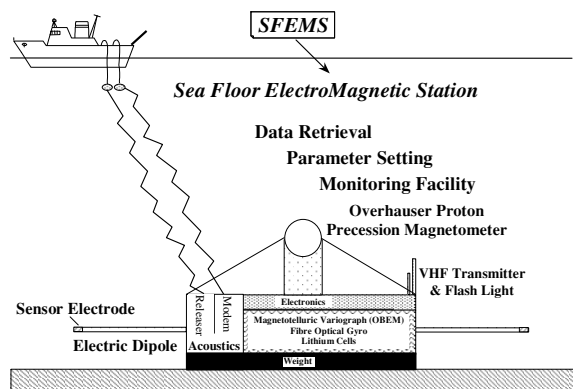 SFEMS
Sea Floor ElectroMagnetic Station
Data Retrieval
Parameter Setting
Monitoring Facility
Overhauser Proton
Precession Magnetometer
VHF Transmitter
& Flash Light
Sensor Electrode
Electric Dipole
Releaser
Modem
Acoustics
Electronics
Magnetotelluric Variograph (OBEM)
Fibre Optical Gyro
Lithium Cells
Weight